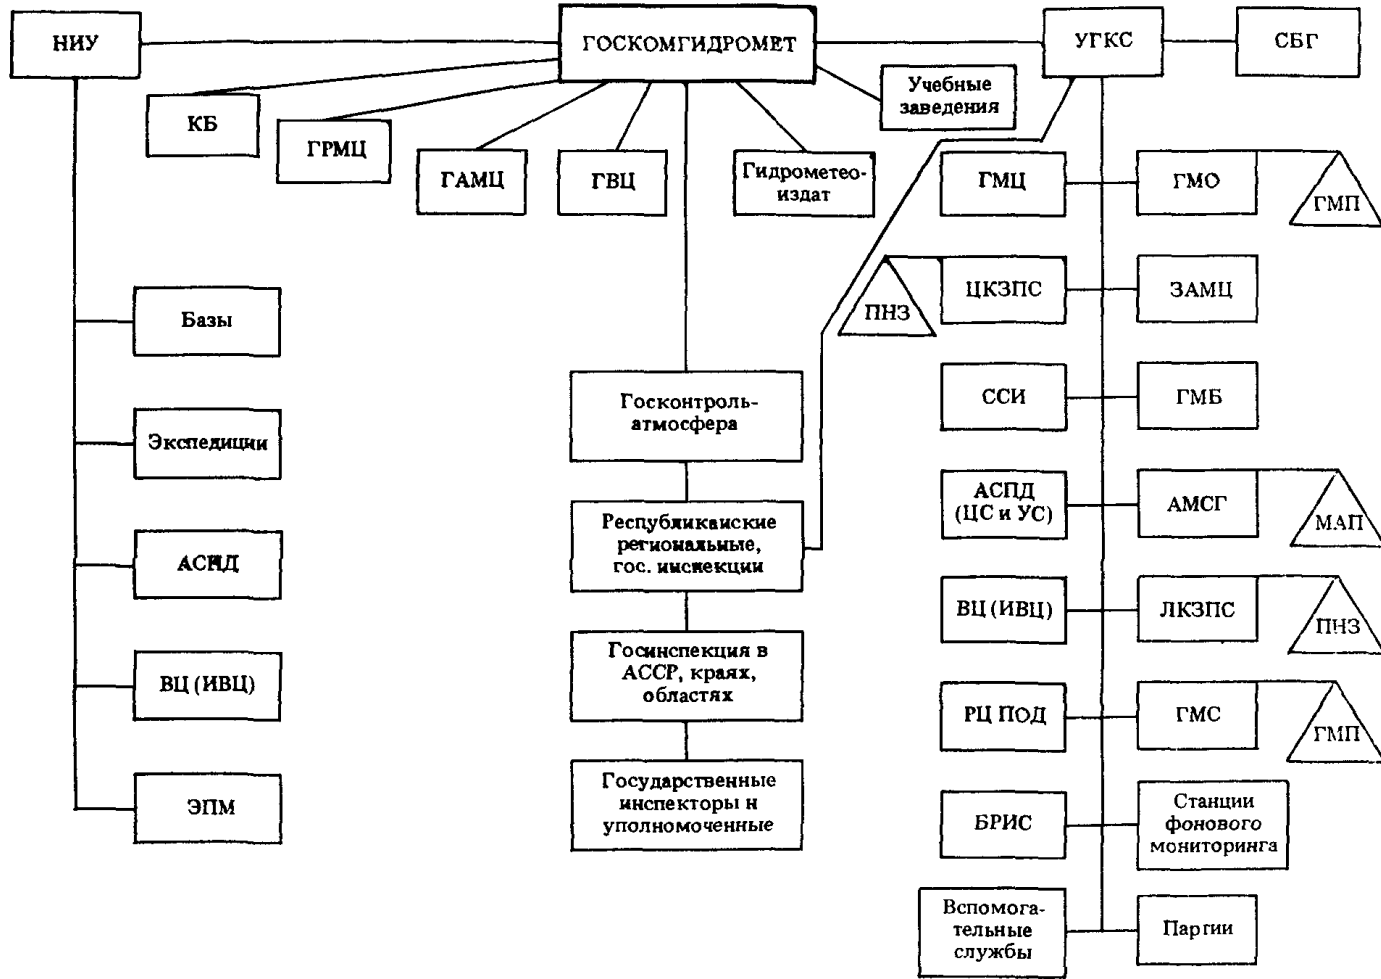 НИУ
ГОСКОМГИДРОМЕТ
УГКС
СБГ
КБ
ГРМЦ
ГАМЦ
ГВЦ
Гидрометео-
издат
Учебные
заведения
Базы
Экспедиции
АСПД
ВЦ (ИВЦ)
ЭПМ
Госконтроль-
атмосфера
Республиканские
региональные,
гос. инспекции
Госинспекция в
АССР, краях,
областях
Государственные
инспекторы и
уполномоченные
ГМЦ
ГМО
ГМП
ПНЗ
ЦКЗПС
ЗАМЦ
ССИ
ГМБ
АСПД
(ЦС и УС)
АМСГ
МАП
ВЦ (ИВЦ)
ЛКЗПС
ПНЗ
РЦ ПОД
ГМС
ГМП
БРИС
Станции
фонового
мониторинга
Вспомога-
тельные
службы
Партии